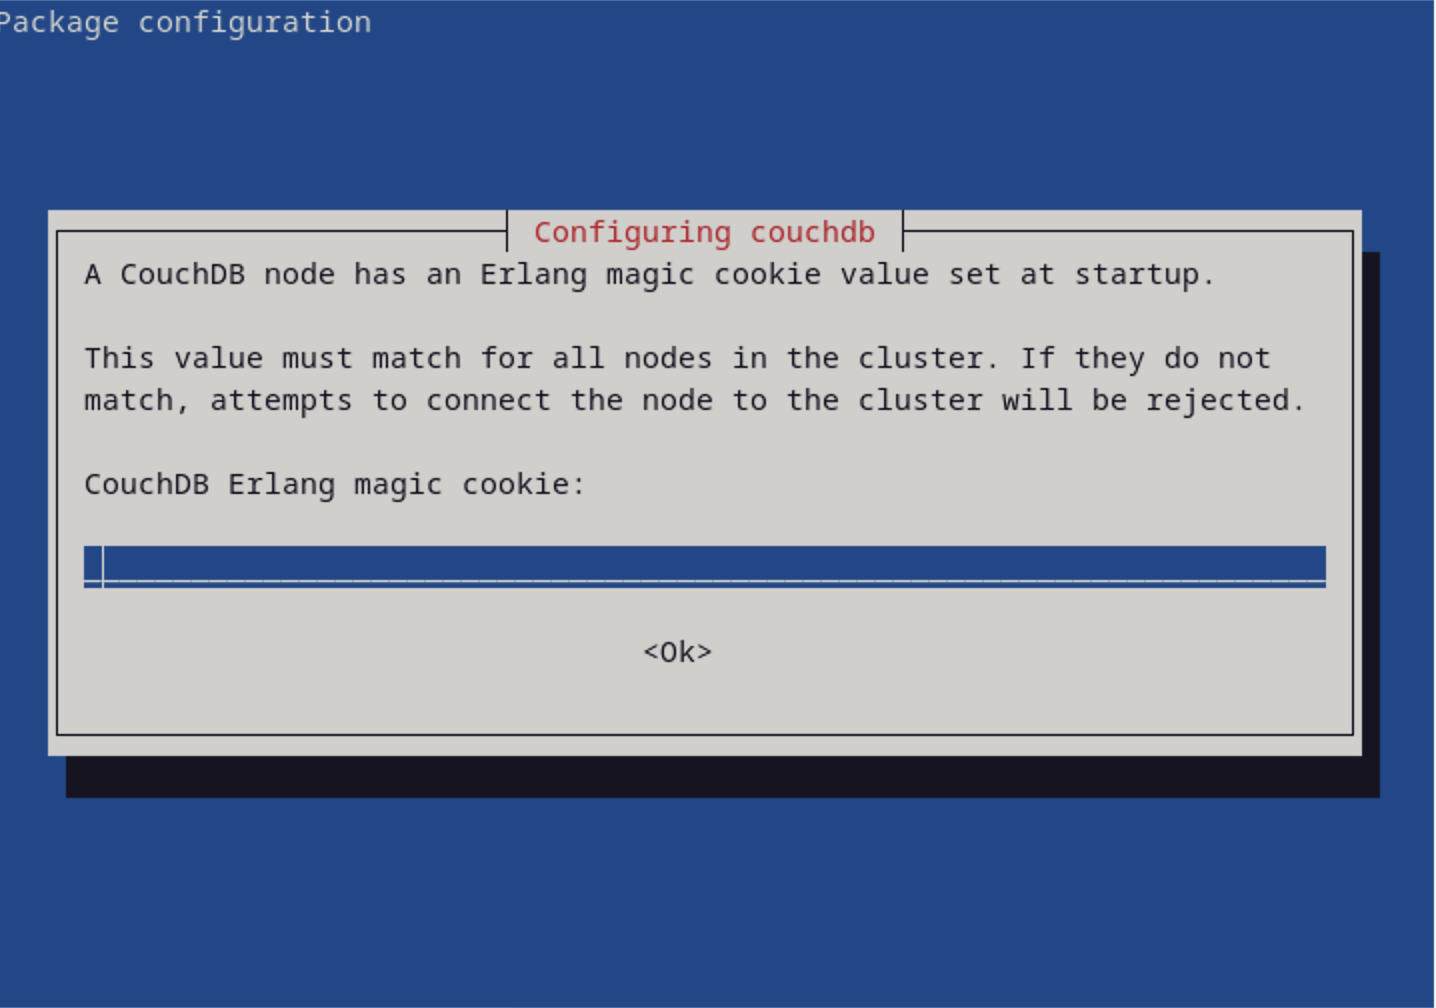 Package configuration
Configuring couchdb
A CouchDB node has an Erlang magic cookie value set at startup.
This value must match for all nodes in the cluster. If they do not
match, attempts to connect the node to the cluster will be rejected.
CouchDB Erlang magic cookie:
<Ok>